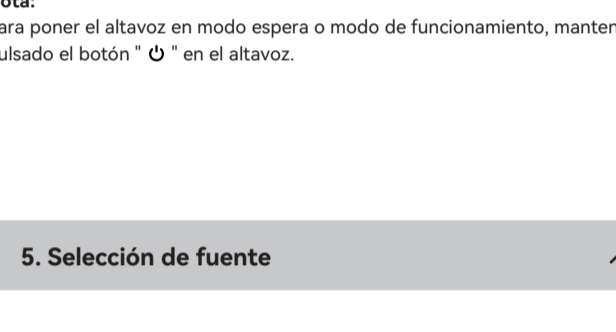 ota:
ara poner el altavoz en modo espera o modo de funcionamiento, manten
ulsado el botón " ⏻ " en el altavoz.
5. Selección de fuente